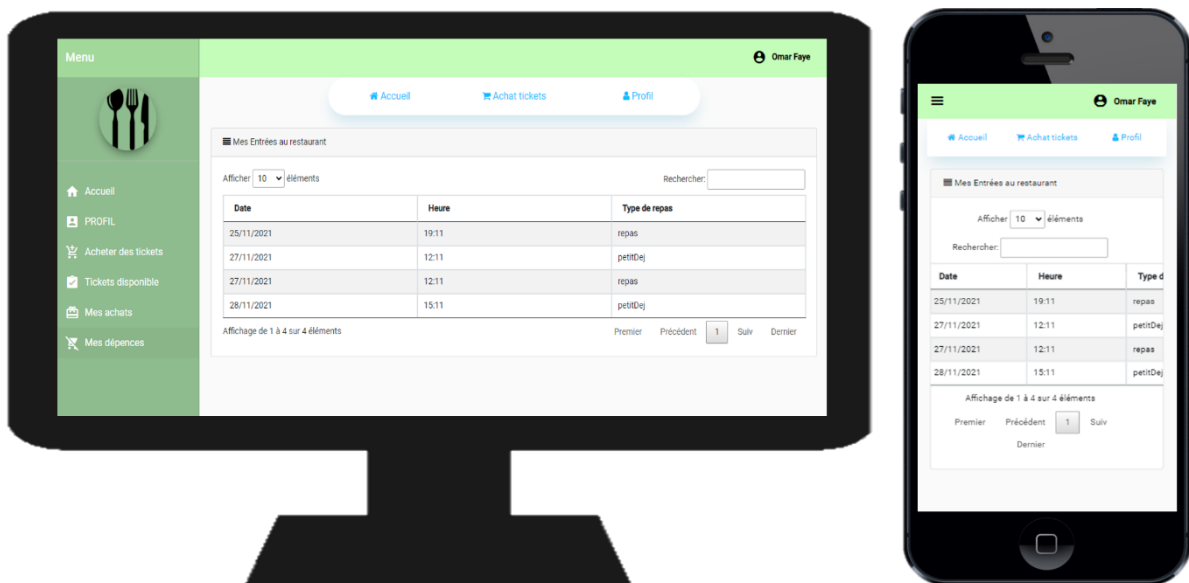 Menu
Omar Faye
Accueil Achat tickets Profil
Mes Entrées au restaurant
Afficher 10 éléments Rechercher:
Date Heure Type de repas
25/11/2021 19:11 repas
27/11/2021 12:11 petitDej
27/11/2021 12:11 repas
28/11/2021 15:11 petitDej
Affichage de 1 à 4 sur 4 éléments Premier Précédent 1 Suiv Dernier
Accueil
PROFIL
Acheter des tickets
Tickets disponible
Mes achats
Mes dépences
Omar Faye
Accueil Achat tickets Profil
Mes Entrées au restaurant
Afficher 10 éléments
Rechercher:
Date Heure Type d
25/11/2021 19:11 repas
27/11/2021 12:11 petitDej
27/11/2021 12:11 repas
28/11/2021 15:11 petitDej
Affichage de 1 à 4 sur 4 éléments
Premier Précédent 1 Suiv
Dernier